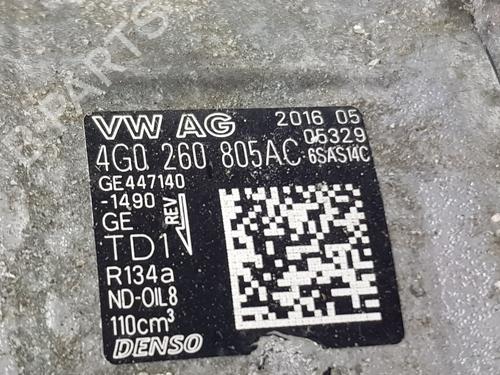 B-PARTS
VW AG 2016 05
05329
4G0 260 805AC 6SAS14C
GE447140
-1490
GE REV
TD1
R134a
ND-OIL8
110cm³
DENSO